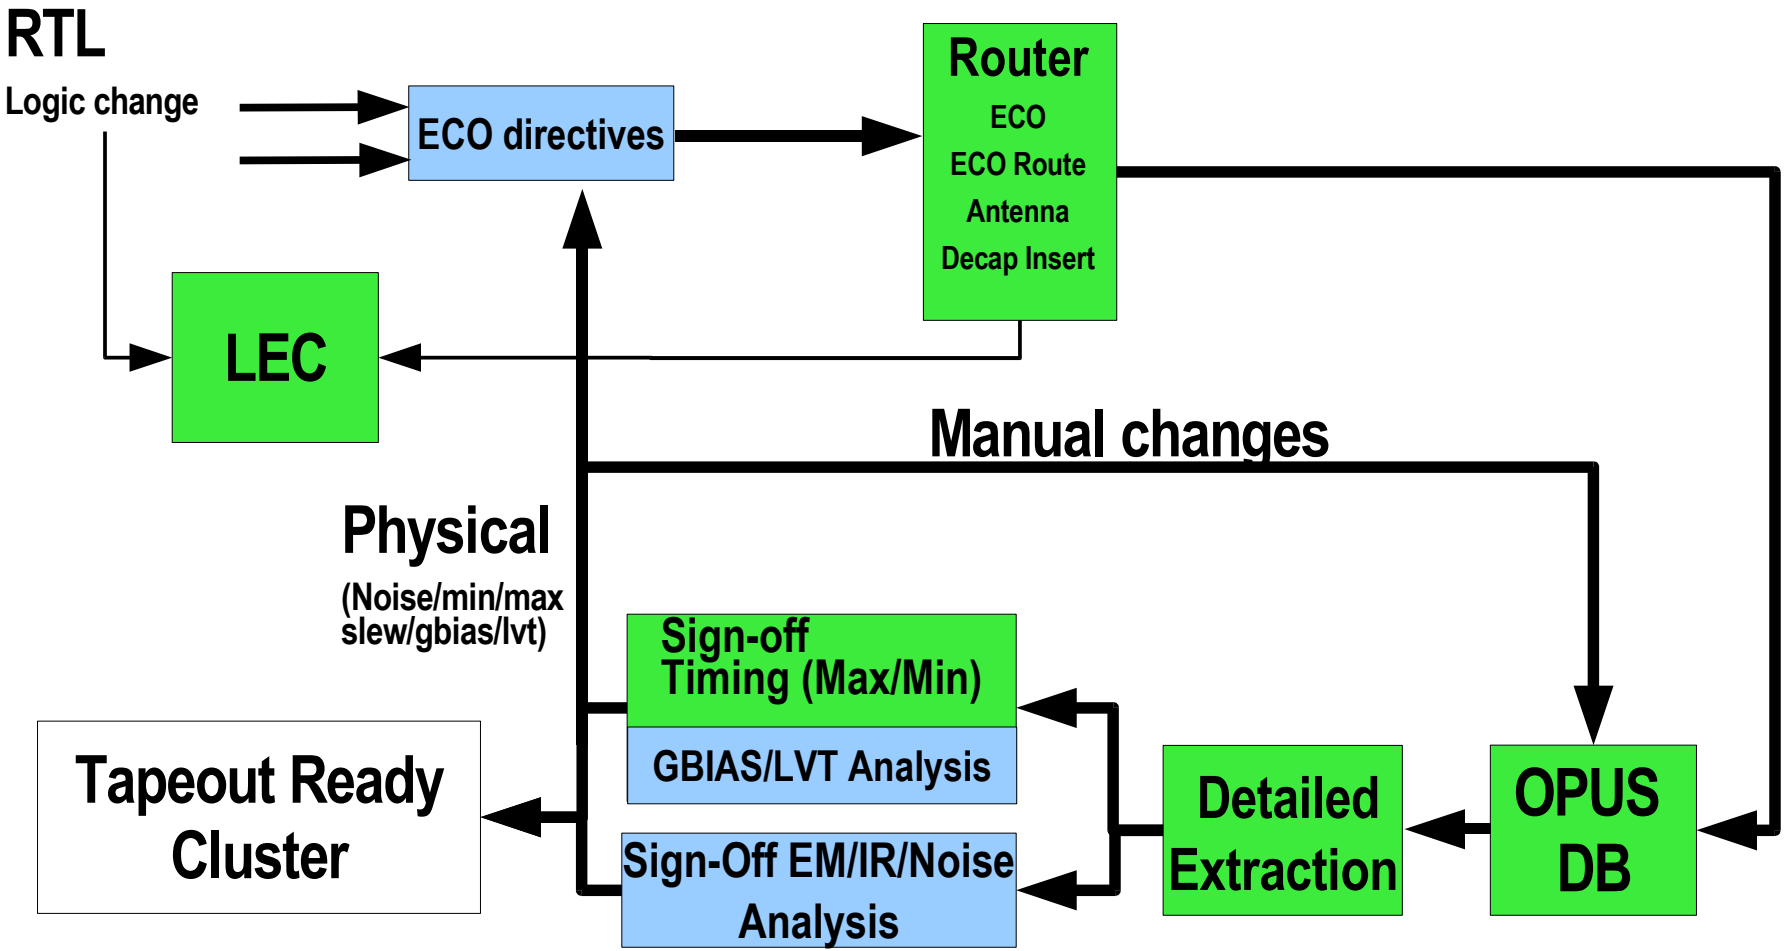 RTL
Logic change
ECO directives
Router
ECO
ECO Route
Antenna
Decap Insert
LEC
Manual changes
Physical
(Noise/min/max
slew/gbias/lvt)
Sign-off
Timing (Max/Min)
GBIAS/LVT Analysis
Sign-Off EM/IR/Noise
Analysis
Tapeout Ready
Cluster
Detailed
Extraction
OPUS
DB